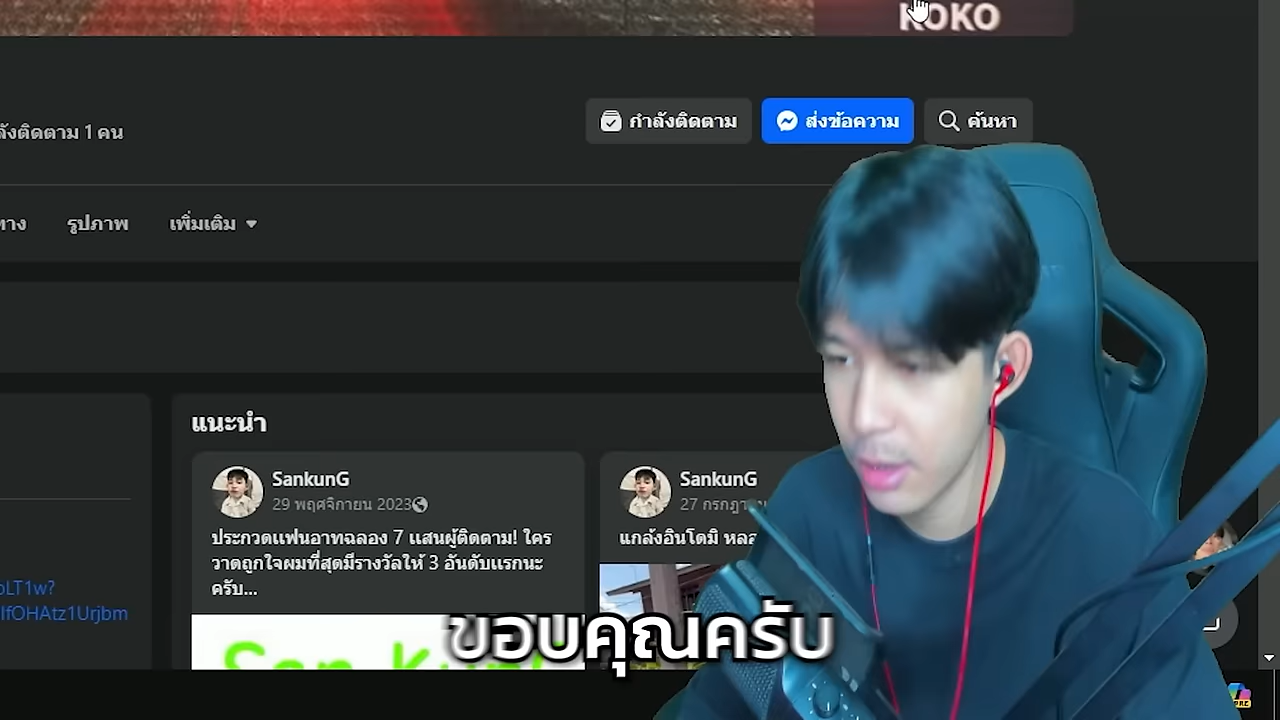 KOKO
กำลังติดตาม 1 คน
กำลังติดตาม
ส่งข้อความ
ค้นหา
ทาง
รูปภาพ
เพิ่มเติม
แนะนำ
SankunG
29 พฤศจิกายน 2023
ประกวดแฟนอาทฉลอง 7 แสนผู้ติดตาม! ใคร
วาดถูกใจผมที่สุดมีรางวัลให้ 3 อันดับแรกนะ
ครับ...
SankunG
27 กรกฎา
แกล้งอินโดมิ หลอ
oLT1w?
IfOHAtz1Urjbm
ขอบคุณครับ
PRE